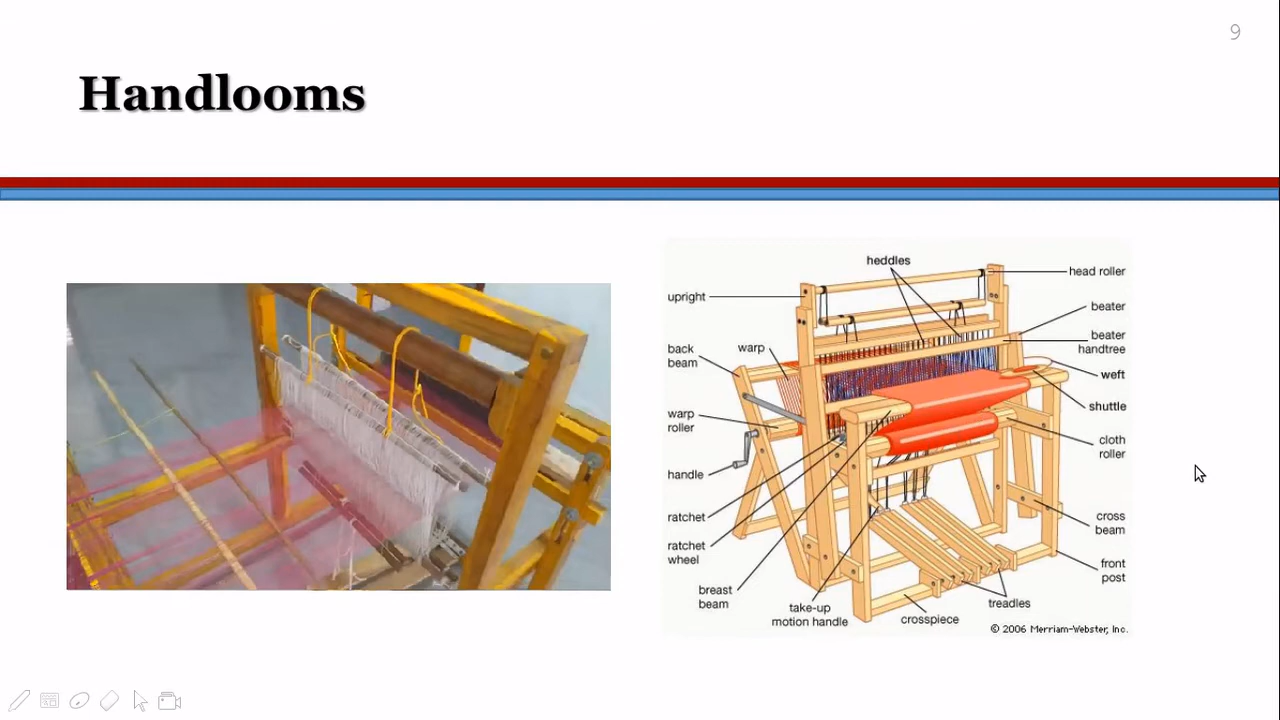 9
Handlooms
heddles
head roller
upright
beater
beater
handtree
back
beam
warp
weft
shuttle
warp
roller
cloth
roller
handle
ratchet
cross
beam
ratchet
wheel
front
post
breast
beam
take-up
motion handle
treadles
crosspiece
© 2006 Merriam-Webster, Inc.